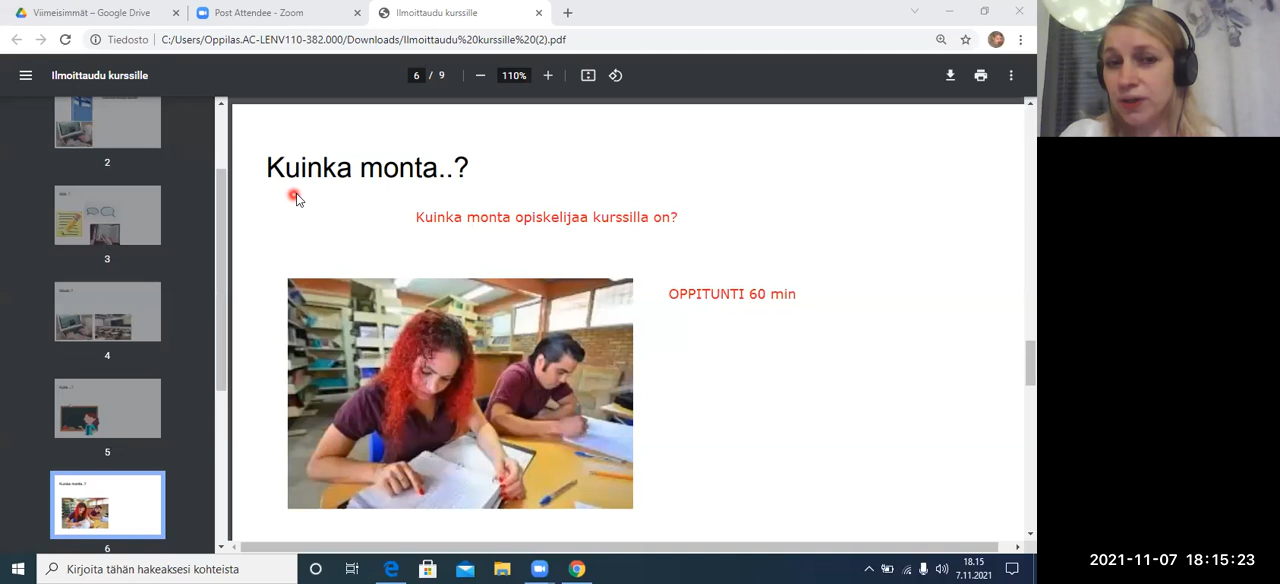 Viimeisimmät – Google Drive
Post Attendee - Zoom
Ilmoittaudu kurssille
Tiedosto
C:/Users/Oppilas.AC-LENV110-382.000/Downloads/Ilmoittaudu%20kurssille%20(2).pdf
Ilmoittaudu kurssille
6 / 9
110%
2
3
4
5
Kuinka monta..?
6
Kuinka monta..?
Kuinka monta opiskelijaa kurssilla on?
OPPITUNTI 60 min
Kirjoita tähän hakeaksesi kohteista
18.15
7.11.2021
2021-11-07 18:15:23